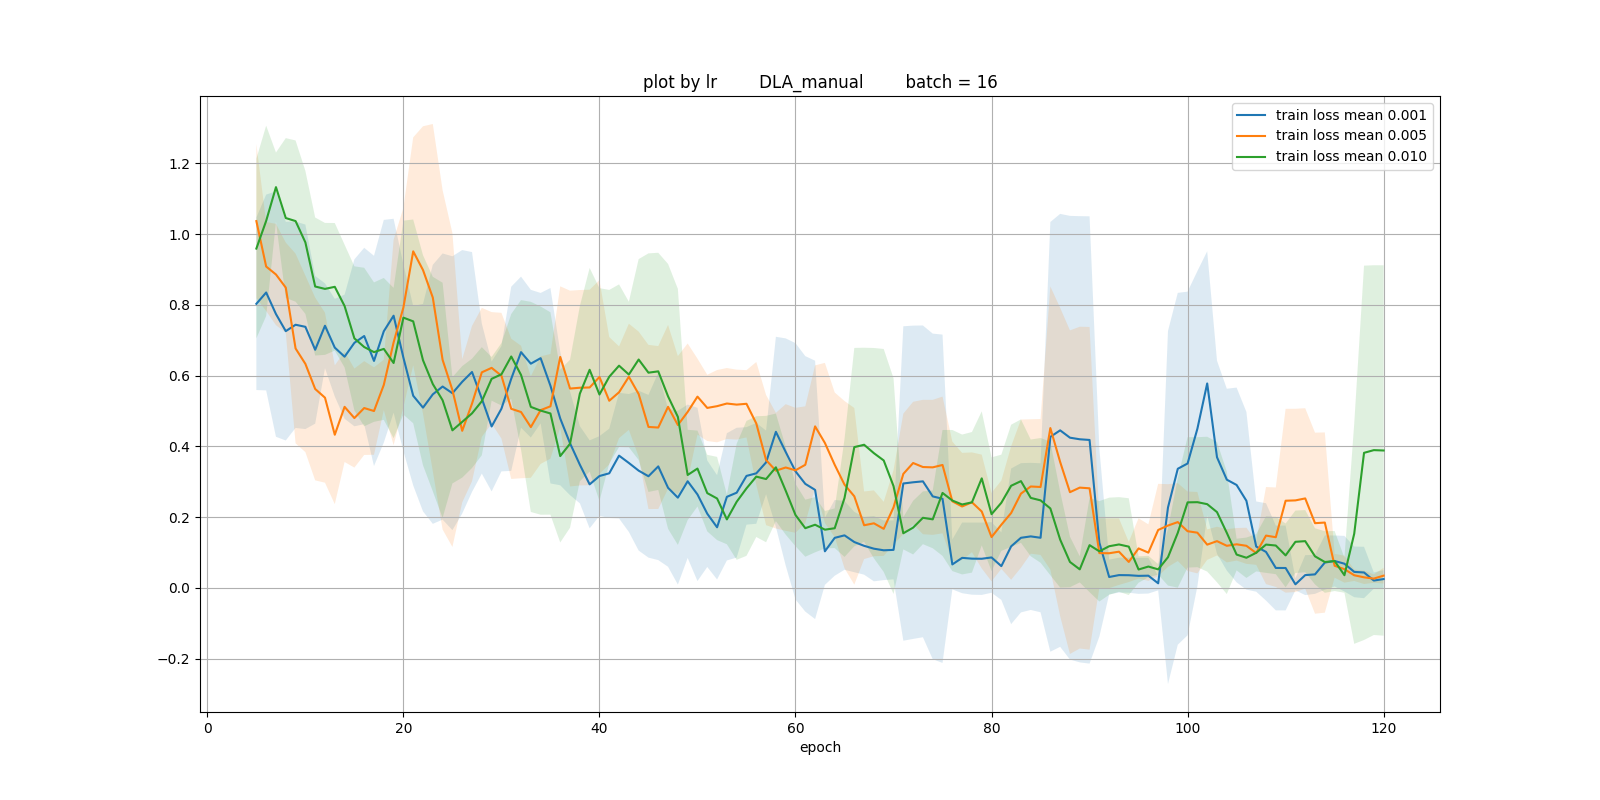 plot by lr DLA_manual batch = 16
train loss mean 0.001
train loss mean 0.005
train loss mean 0.010
1.2
1.0
0.8
0.6
0.4
0.2
0.0
−0.2
0 20 40 60 80 100 120
epoch